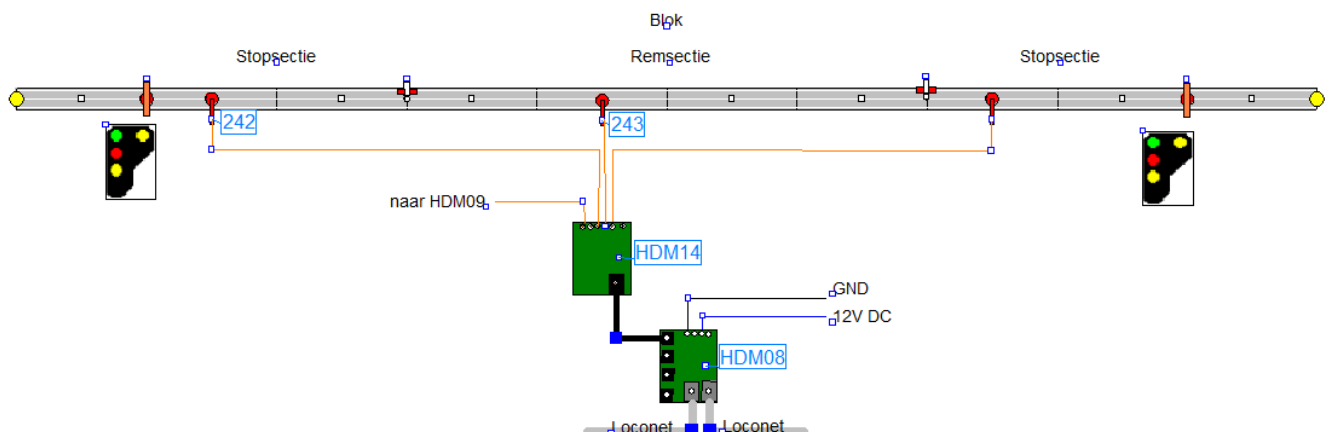 Blok
Stopsectie Remsectie Stopsectie
242 243
naar HDM09
HDM14
GND
12V DC
HDM08
Loconet Loconet